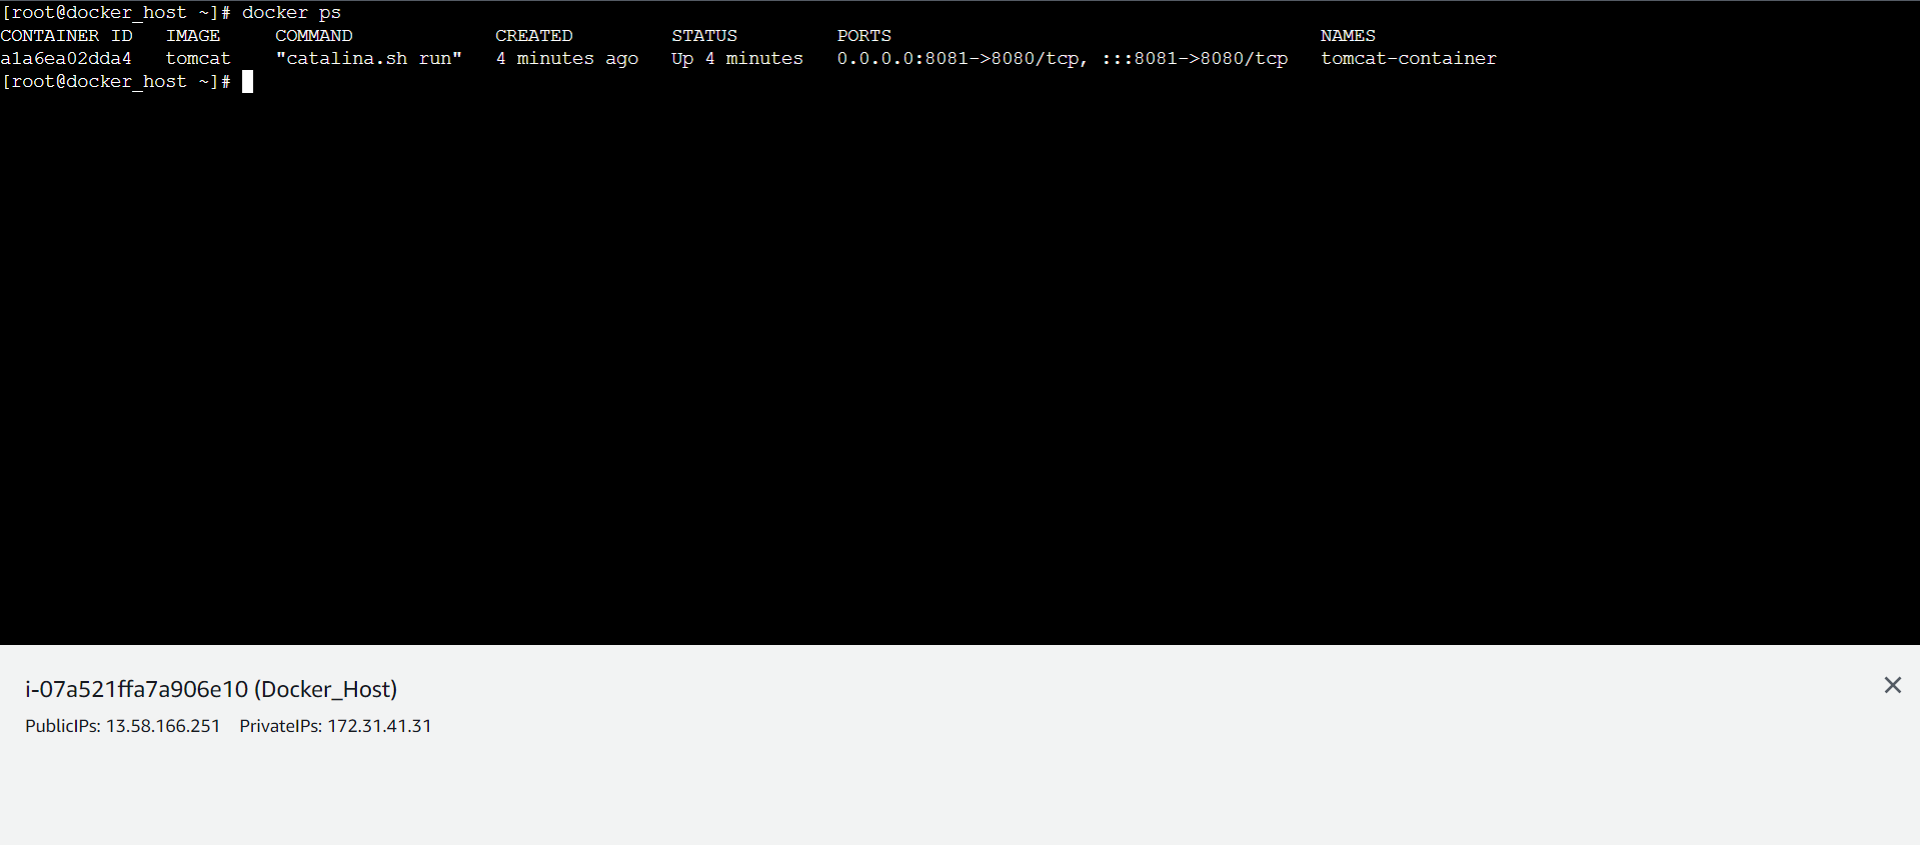 [root@docker_host ~]# docker ps
CONTAINER ID   IMAGE     COMMAND             CREATED         STATUS         PORTS                                       NAMES
a1a6ea02dda4   tomcat    "catalina.sh run"   4 minutes ago   Up 4 minutes   0.0.0.0:8081->8080/tcp, :::8081->8080/tcp   tomcat-container
[root@docker_host ~]#
i-07a521ffa7a906e10 (Docker_Host)
PublicIPs: 13.58.166.251   PrivateIPs: 172.31.41.31